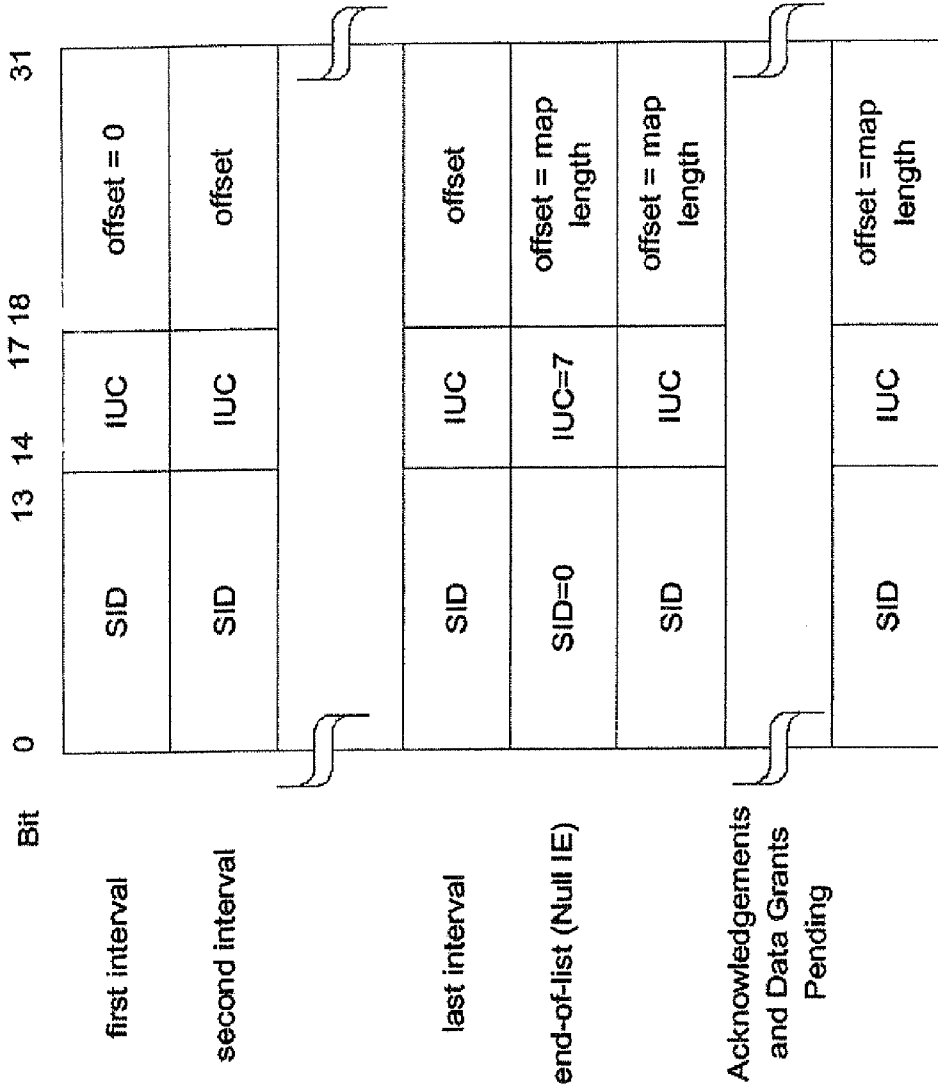 Bit 0 13 14 17 18 31
first interval SID IUC offset = 0
second interval SID IUC offset
last interval SID IUC offset
end-of-list (Null IE) SID=0 IUC=7 offset = map
length
SID IUC offset = map
length
Acknowledgements
and Data Grants
Pending
SID IUC offset =map
length